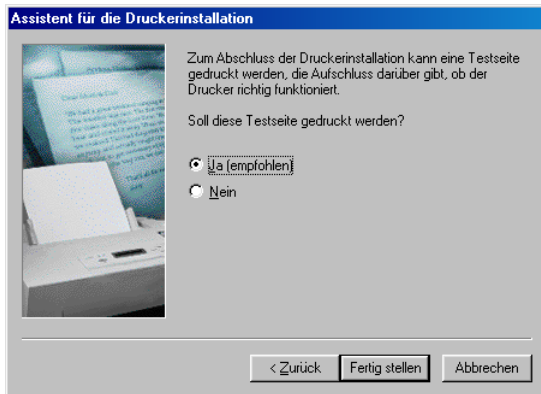 Assistent für die Druckerinstallation
Zum Abschluss der Druckerinstallation kann eine Testseite
gedruckt werden, die Aufschluss darüber gibt, ob der
Drucker richtig funktioniert.
Soll diese Testseite gedruckt werden?
Ja (empfohlen)
Nein
< Zurück
Fertig stellen
Abbrechen